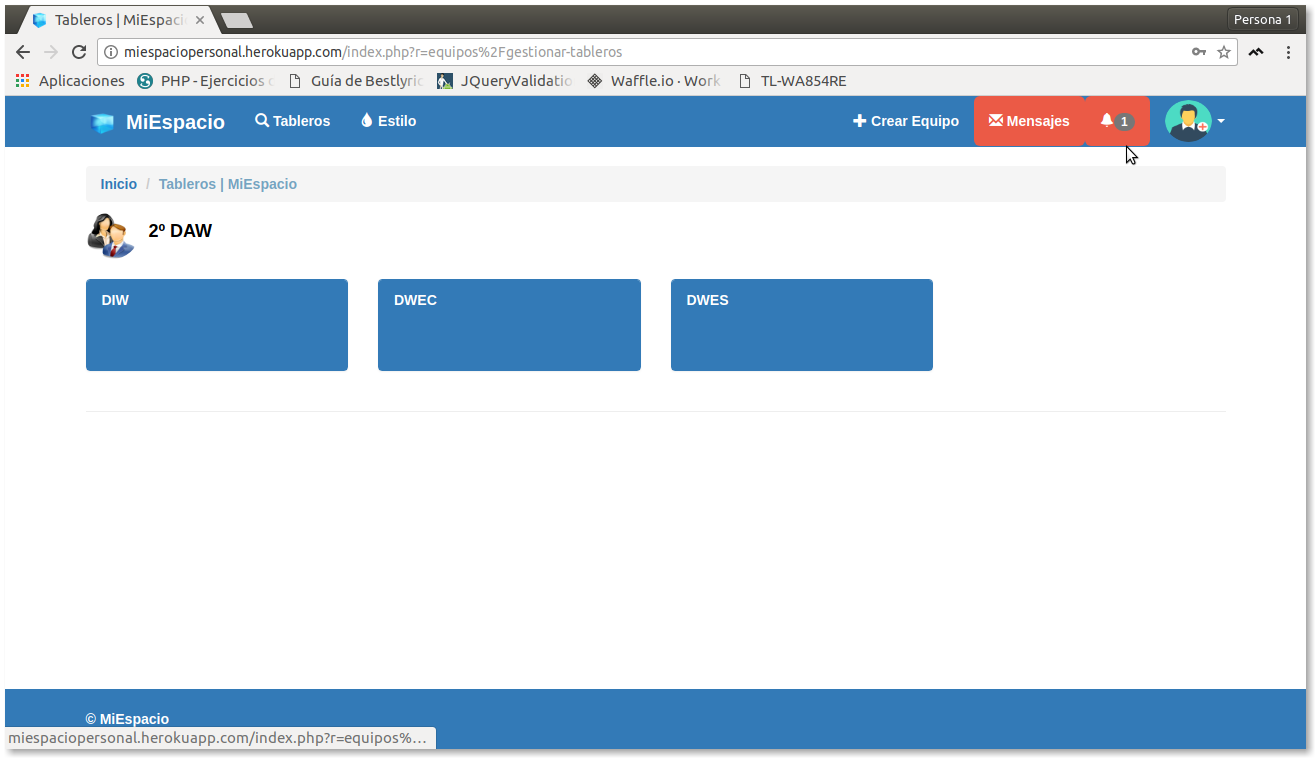 Tableros | MiEspaci
Persona 1
miespaciopersonal.herokuapp.com/index.php?r=equipos%2Fgestionar-tableros
Aplicaciones PHP - Ejercicios Guía de Bestlyric JQueryValidatio Waffle.io · Work TL-WA854RE
MiEspacio Tableros Estilo Crear Equipo Mensajes 1
Inicio / Tableros | MiEspacio
2º DAW
DIW DWEC DWES
© MiEspacio
miespaciopersonal.herokuapp.com/index.php?r=equipos%...